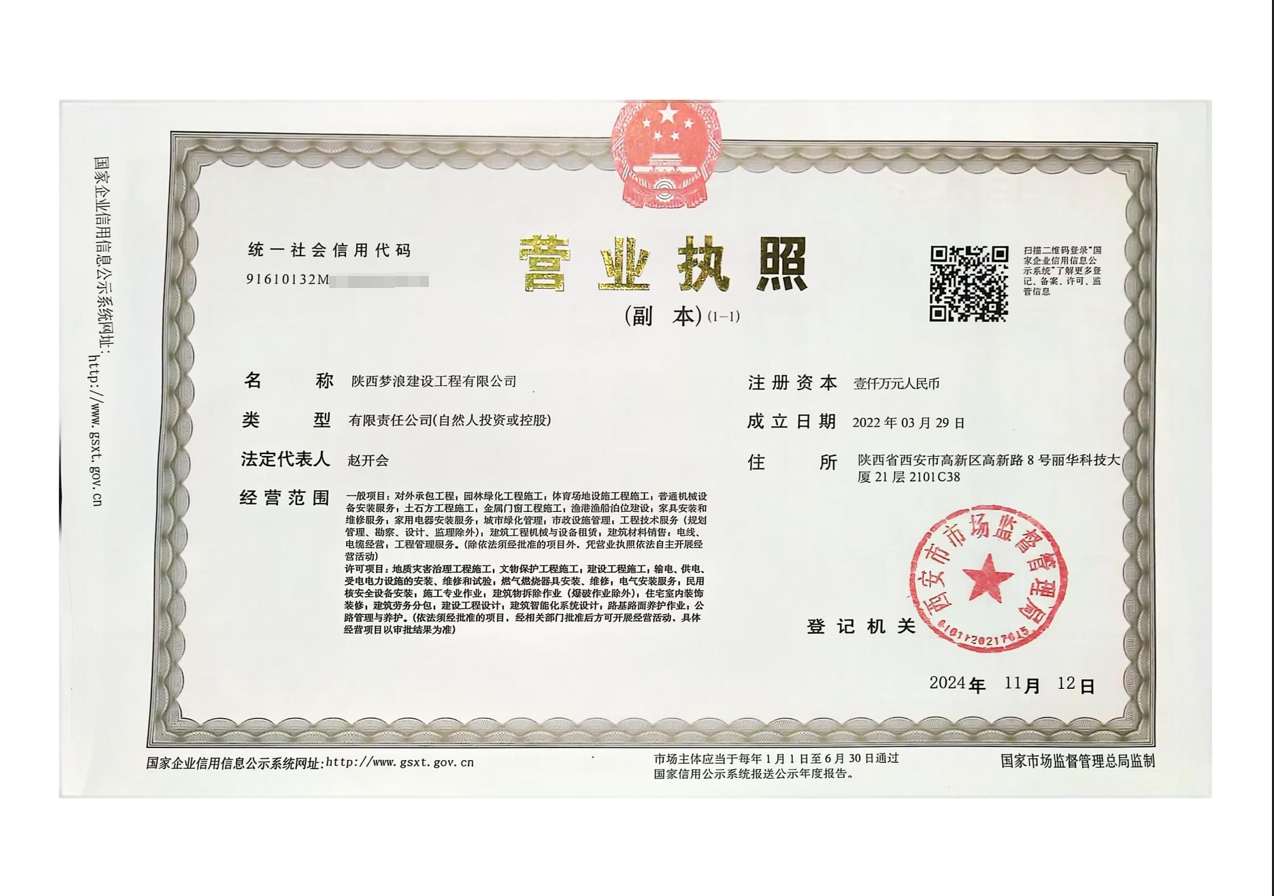 国家企业信用信息公示系统网址:http://www.gsxt.gov.cn
统一社会信用代码
91610132M
营业执照
(副 本)(1-1)
扫描二维码登录“国
家企业信用信息公
示系统”了解更多登
记、备案、许可、监
管信息
名称 陕西梦浪建设工程有限公司
类型 有限责任公司(自然人投资或控股)
法定代表人 赵开会
经营范围 一般项目：对外承包工程；园林绿化工程施工；体育场地设施工程施工；普通机械设
备安装服务；土石方工程施工；金属门窗工程施工；渔港渔船泊位建设；家具安装和
维修服务；家用电器安装服务；城市绿化管理；市政设施管理；工程技术服务（规划
管理、勘察、设计、监理除外）；建筑工程机械与设备租赁；建筑材料销售；电线、
电缆经营；工程管理服务。(除依法须经批准的项目外，凭营业执照依法自主开展经
营活动)
许可项目：地质灾害治理工程施工；文物保护工程施工；建设工程施工；输电、供电、
受电电力设施的安装、维修和试验；燃气燃烧器具安装、维修；电气安装服务；民用
核安全设备安装；施工专业作业；建筑物拆除作业（爆破作业除外）；住宅室内装饰
装修；建筑劳务分包；建设工程设计；建筑智能化系统设计；路基路面养护作业；公
路管理与养护。(依法须经批准的项目，经相关部门批准后方可开展经营活动，具体
经营项目以审批结果为准)
注册资本 壹仟万元人民币
成立日期 2022年03月29日
住所 陕西省西安市高新区高新路8号丽华科技大
厦21层2101C38
登记机关
西安市市场监督管理局
2024年 11月 12日
国家企业信用信息公示系统网址:http://www.gsxt.gov.cn
市场主体应当于每年1月1日至6月30日通过
国家信用公示系统报送公示年度报告。
国家市场监督管理总局监制